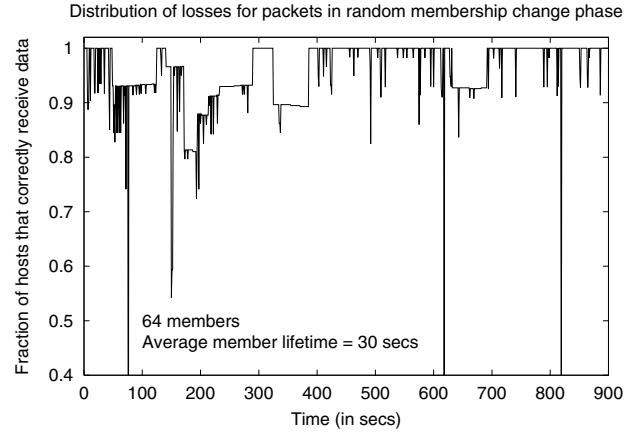 Distribution of losses for packets in random membership change phase
Fraction of hosts that correctly receive data
1
0.9
0.8
0.7
0.6
0.5
0.4
64 members
Average member lifetime = 30 secs
0 100 200 300 400 500 600 700 800 900
Time (in secs)